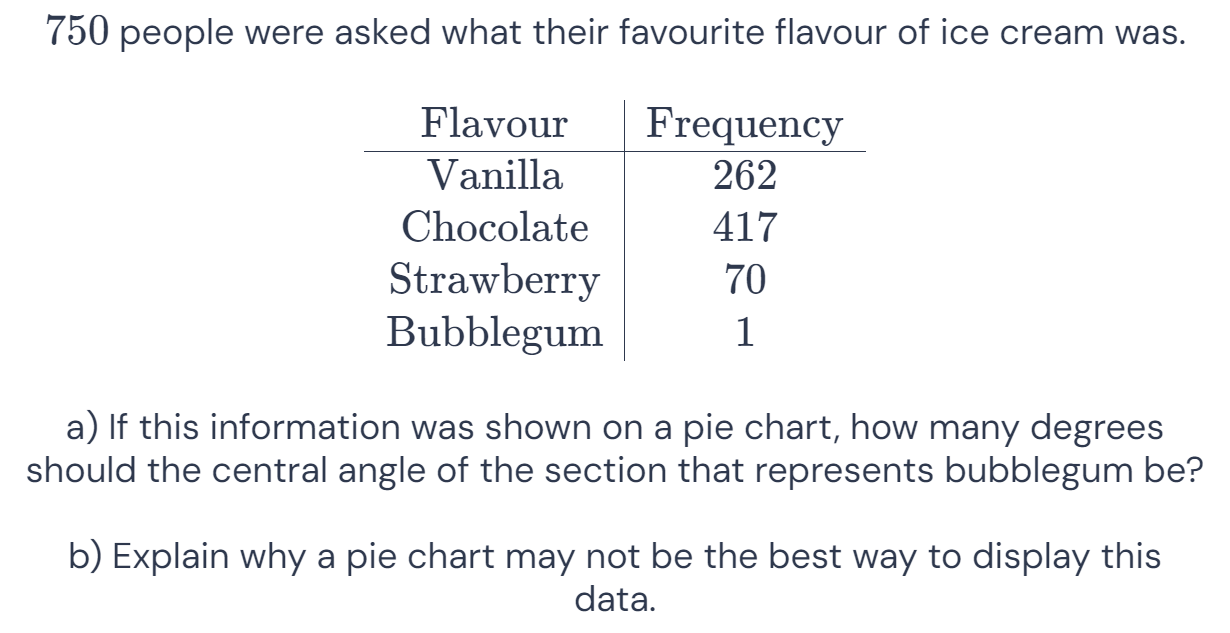 750 people were asked what their favourite flavour of ice cream was.
Flavour Frequency
Vanilla 262
Chocolate 417
Strawberry 70
Bubblegum 1
a) If this information was shown on a pie chart, how many degrees
should the central angle of the section that represents bubblegum be?
b) Explain why a pie chart may not be the best way to display this
data.